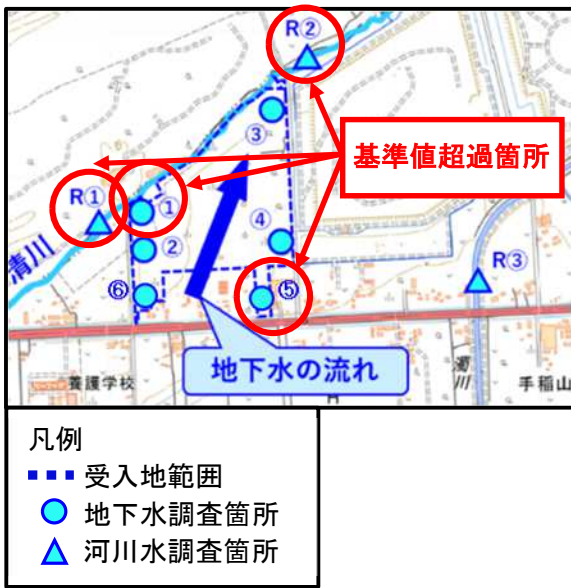 R②
③
基準値超過箇所
R①
①
④
②
清川
R③
⑥
⑤
地下水の流れ
濁川
養護学校
手稲山
凡例
受入地範囲
地下水調査箇所
河川水調査箇所